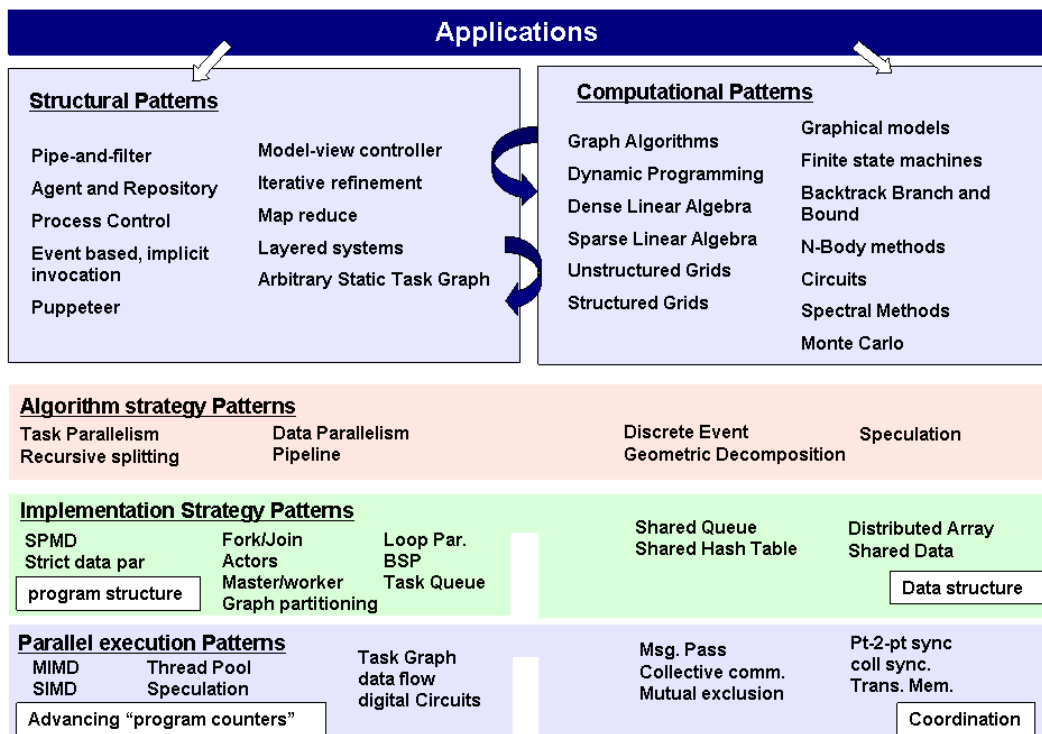 Applications
Structural Patterns
Pipe-and-filter
Agent and Repository
Process Control
Event based, implicit
invocation
Puppeteer
Model-view controller
Iterative refinement
Map reduce
Layered systems
Arbitrary Static Task Graph
Computational Patterns
Graph Algorithms
Dynamic Programming
Dense Linear Algebra
Sparse Linear Algebra
Unstructured Grids
Structured Grids
Graphical models
Finite state machines
Backtrack Branch and
Bound
N-Body methods
Circuits
Spectral Methods
Monte Carlo
Algorithm strategy Patterns
Task Parallelism
Recursive splitting
Data Parallelism
Pipeline
Discrete Event
Geometric Decomposition
Speculation
Implementation Strategy Patterns
SPMD
Strict data par
program structure
Fork/Join
Actors
Master/worker
Graph partitioning
Loop Par.
BSP
Task Queue
Shared Queue
Shared Hash Table
Distributed Array
Shared Data
Data structure
Parallel execution Patterns
MIMD
SIMD
Thread Pool
Speculation
Advancing “program counters”
Task Graph
data flow
digital Circuits
Msg. Pass
Collective comm.
Mutual exclusion
Pt-2-pt sync
coll sync.
Trans. Mem.
Coordination